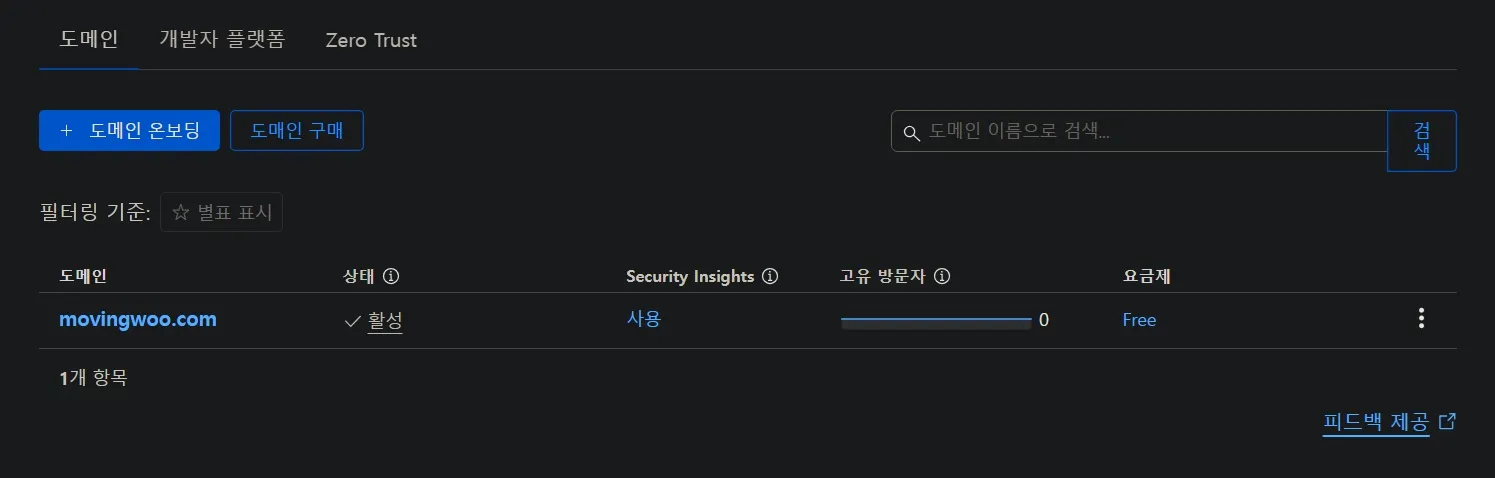 도메인 개발자 플랫폼 Zero Trust
+ 도메인 온보딩 도매인 구매 도메인 이름으로 검색... 검색
필터링 기준: ☆ 별표 표시
도메인 상태 Security Insights 고유 방문자 요금제
movingwoo.com 활성 사용 0 Free
1개 항목
피드백 제공